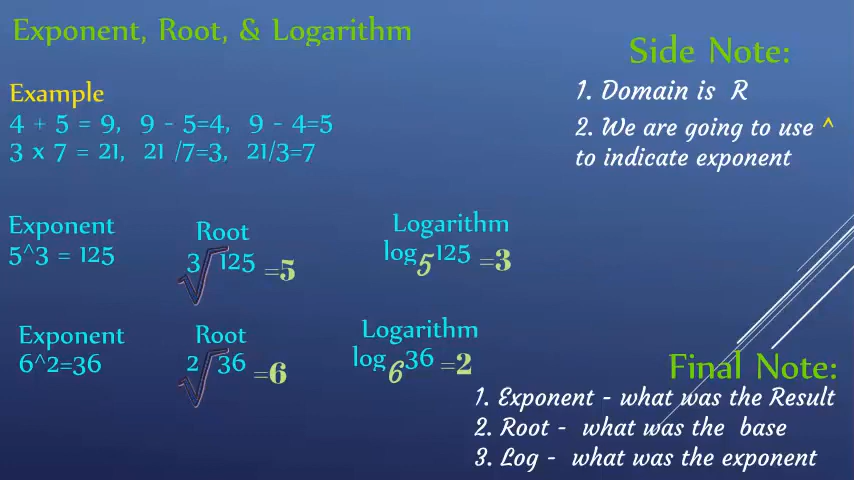 Exponent, Root, & Logarithm
Example
4 + 5 = 9, 9 - 5=4, 9 - 4=5
3 x 7 = 21, 21 /7=3, 21/3=7
Side Note:
1. Domain is R
2. We are going to use ^
to indicate exponent
Exponent
5^3 = 125
Root
3√125 =5
Logarithm
log5125 =3
Exponent
6^2=36
Root
2√36 =6
Logarithm
log636 =2
Final Note:
1. Exponent - what was the Result
2. Root - what was the base
3. Log - what was the exponent